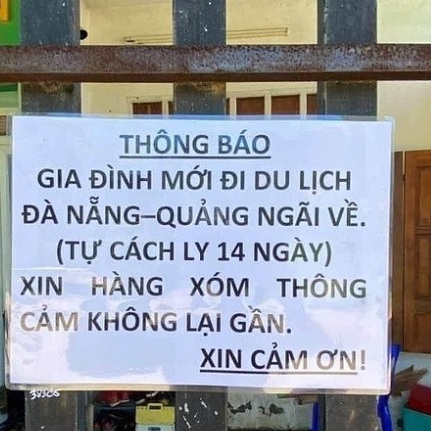 THÔNG BÁO
GIA ĐÌNH MỚI ĐI DU LỊCH
ĐÀ NẴNG–QUẢNG NGÃI VỀ.
(TỰ CÁCH LY 14 NGÀY)
XIN HÀNG XÓM THÔNG
CẢM KHÔNG LẠI GẦN.
XIN CẢM ƠN!